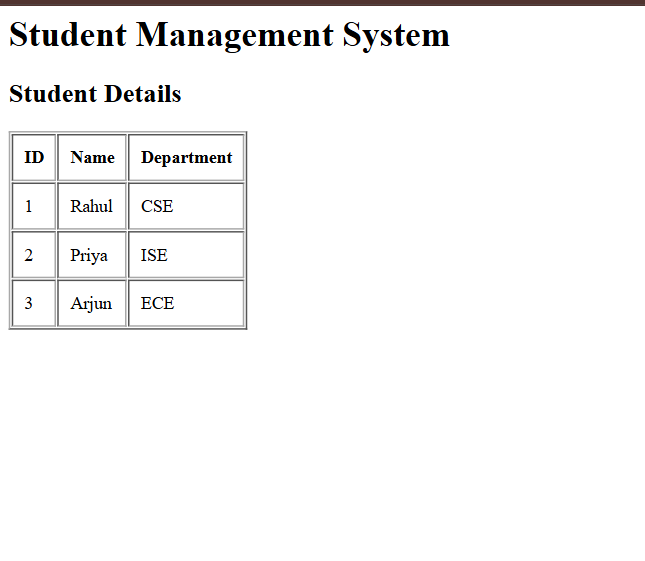 Student Management System
Student Details
ID Name Department
1 Rahul CSE
2 Priya ISE
3 Arjun ECE